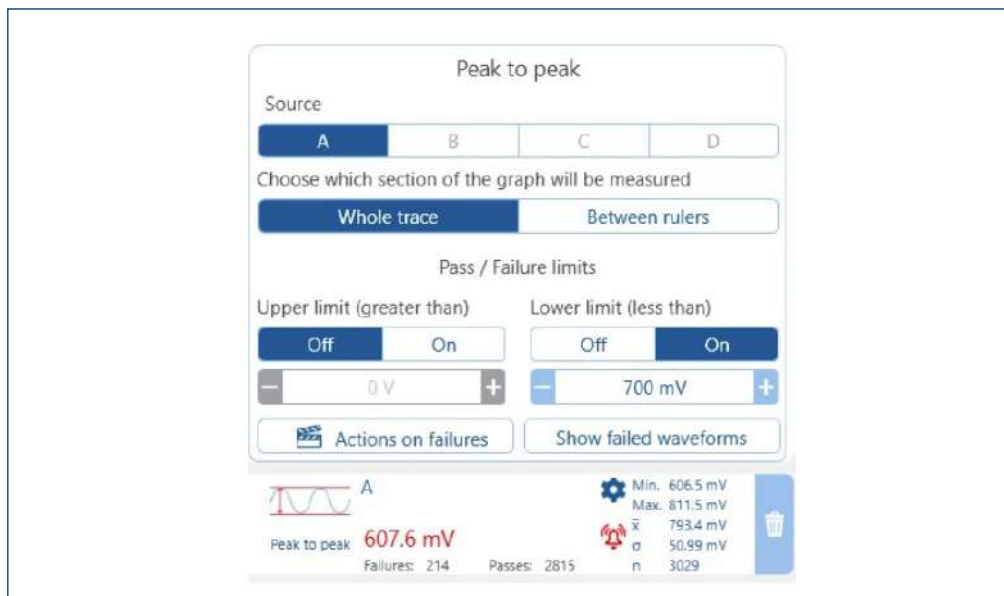 Peak to peak
Source
A B C D
Choose which section of the graph will be measured
Whole trace Between rulers
Pass / Failure limits
Upper limit (greater than) Lower limit (less than)
Off On Off On
− 0 V + − 700 mV +
Actions on failures Show failed waveforms
A
Min. 606.5 mV
Max. 811.5 mV
x̄ 793.4 mV
σ 50.99 mV
n 3029
Peak to peak 607.6 mV
Failures: 214 Passes: 2815